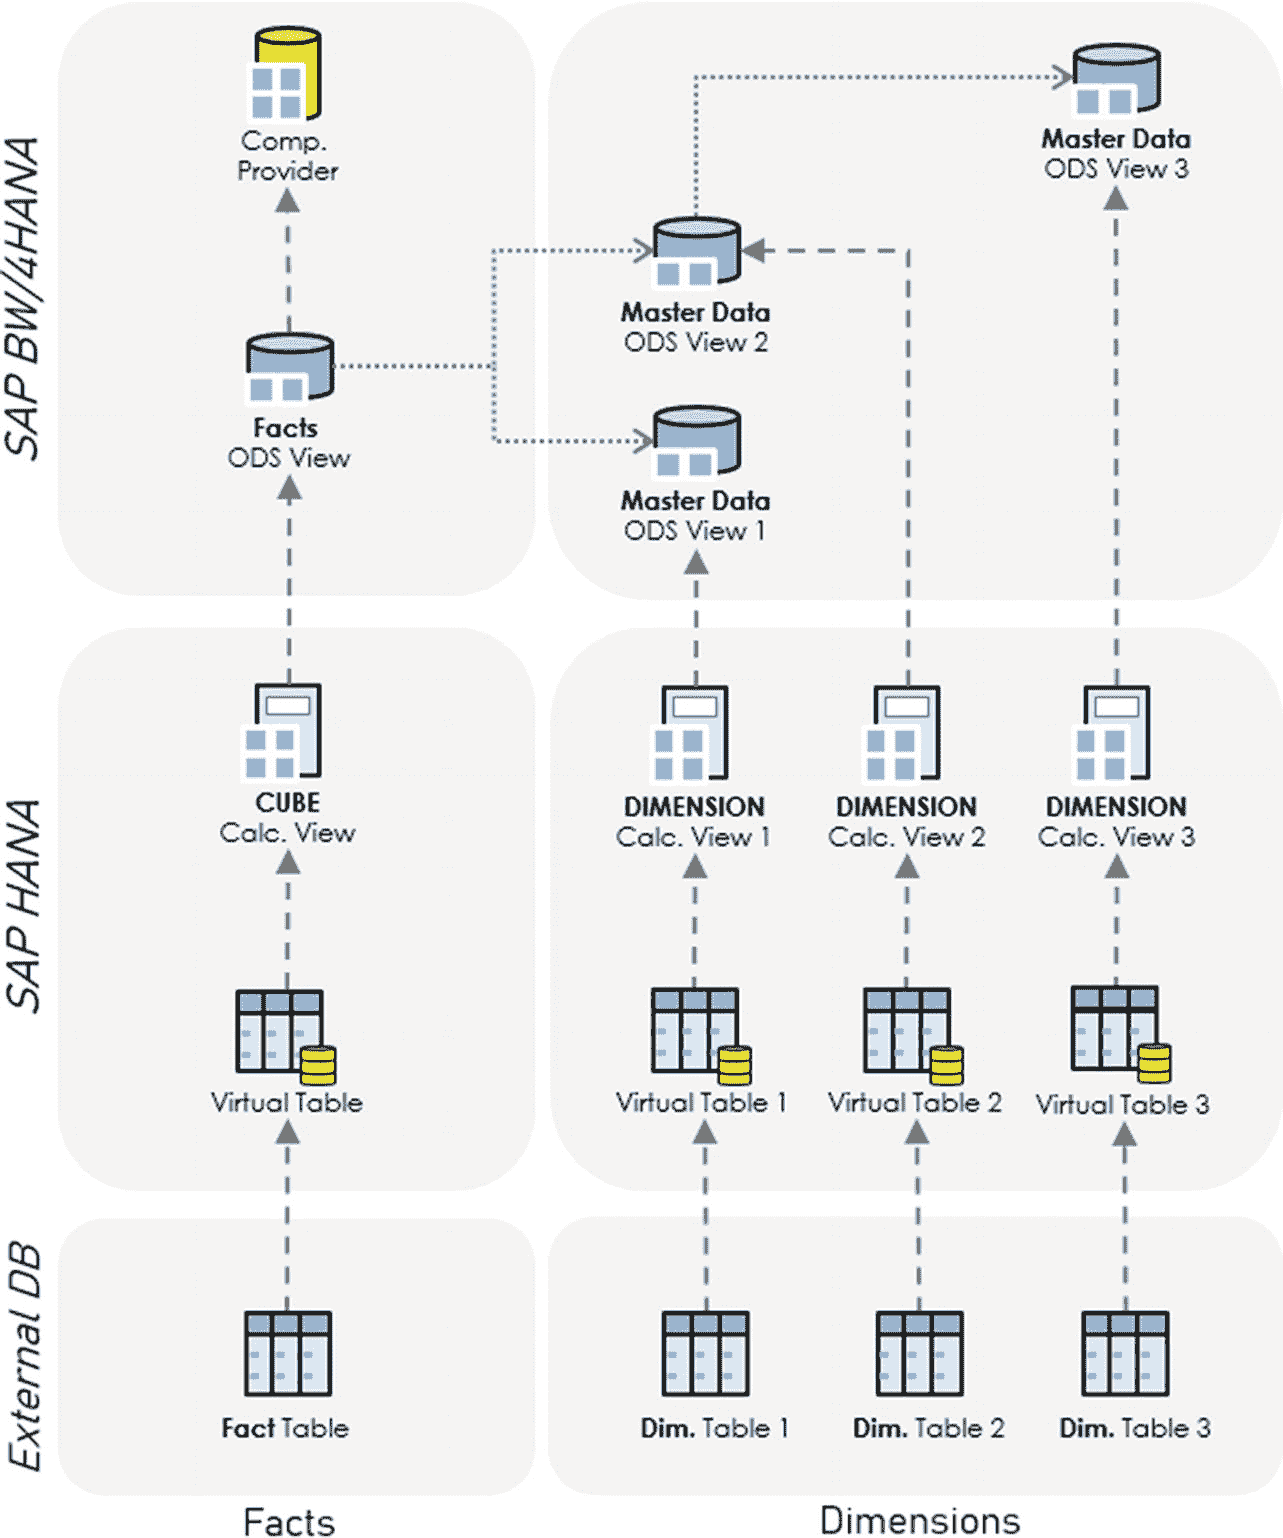 SAP BW/4HANA
Comp.
Provider
Facts
ODS View
Master Data
ODS View 3
Master Data
ODS View 2
Master Data
ODS View 1
SAP HANA
CUBE
Calc. View
DIMENSION
Calc. View 1
DIMENSION
Calc. View 2
DIMENSION
Calc. View 3
Virtual Table
Virtual Table 1
Virtual Table 2
Virtual Table 3
External DB
Fact Table
Dim. Table 1
Dim. Table 2
Dim. Table 3
Facts
Dimensions